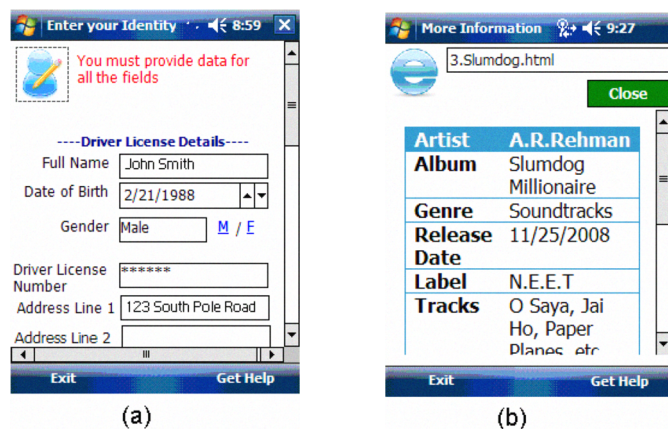 Enter your Identity 8:59 X
You must provide data for
all the fields
----Driver License Details----
Full Name John Smith
Date of Birth 2/21/1988
Gender Male M / F
Driver License
Number ******
Address Line 1 123 South Pole Road
Address Line 2
Exit Get Help
(a)
More Information 9:27
3.Slumdog.html
Close
Artist A.R.Rehman
Album Slumdog
Millionaire
Genre Soundtracks
Release 11/25/2008
Date
Label N.E.E.T
Tracks O Saya, Jai
Ho, Paper
Planes, etc
Exit Get Help
(b)